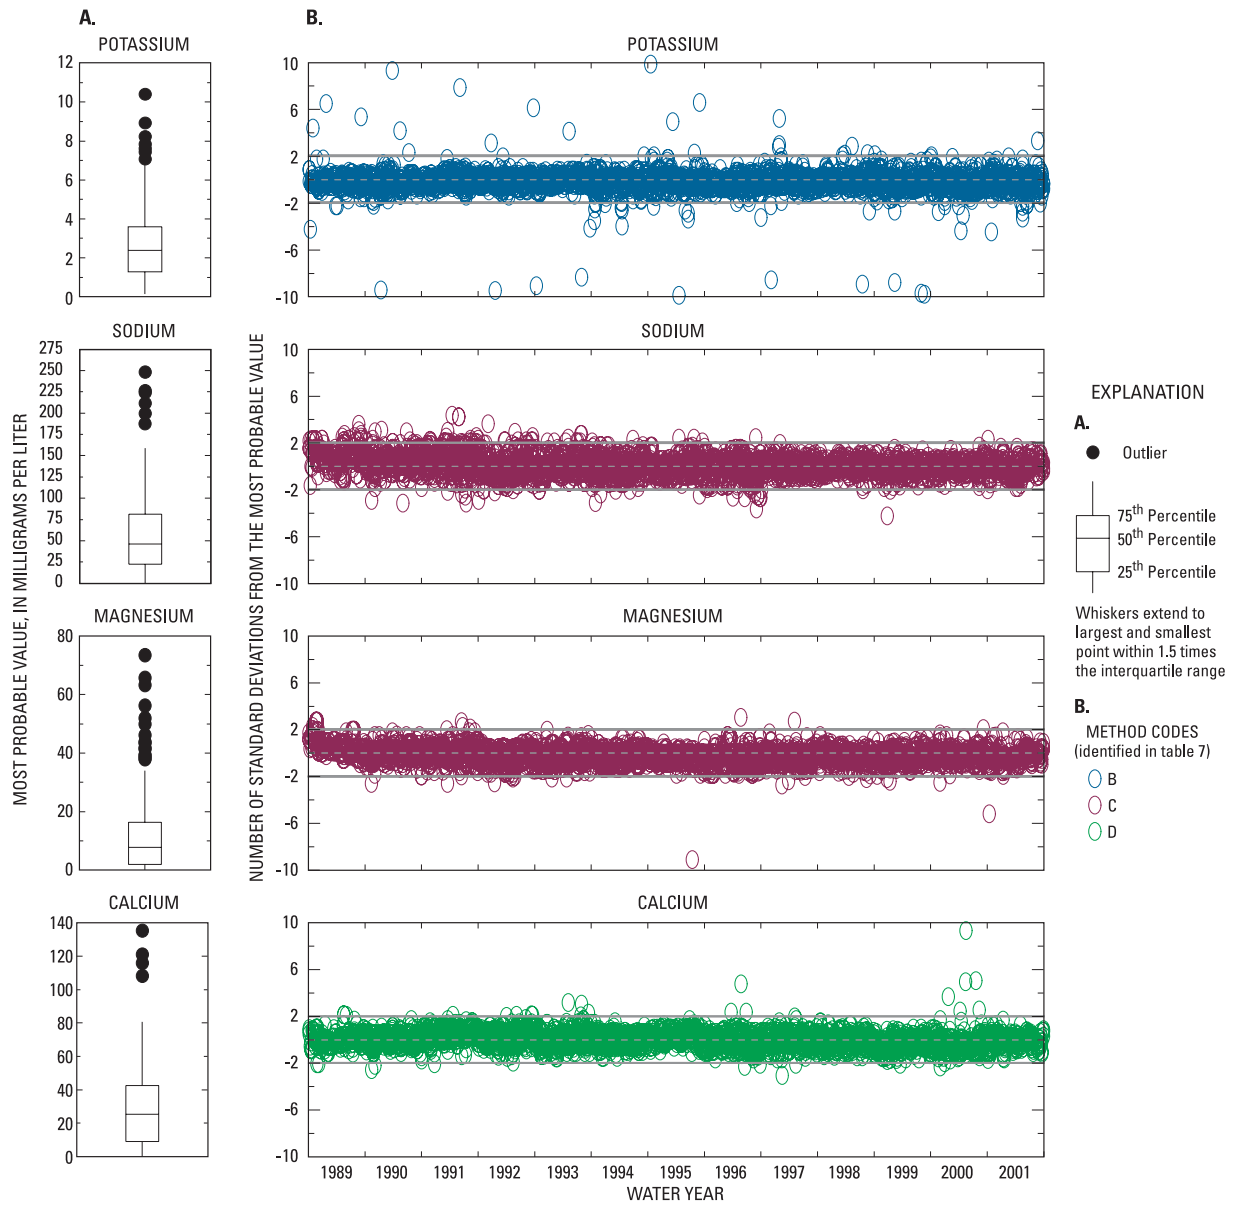 A.
B.
POTASSIUM
POTASSIUM
12
10
8
6
4
2
0
10
6
2
-2
-6
-10
SODIUM
SODIUM
275
250
225
200
175
150
125
100
75
50
25
0
10
6
2
-2
-6
-10
MAGNESIUM
MAGNESIUM
80
60
40
20
0
10
6
2
-2
-6
-10
CALCIUM
CALCIUM
140
120
100
80
60
40
20
0
10
6
2
-2
-6
-10
1989 1990 1991 1992 1993 1994 1995 1996 1997 1998 1999 2000 2001
WATER YEAR
MOST PROBABLE VALUE, IN MILLIGRAMS PER LITER
NUMBER OF STANDARD DEVIATIONS FROM THE MOST PROBABLE VALUE
EXPLANATION
A.
Outlier
75th Percentile
50th Percentile
25th Percentile
Whiskers extend to
largest and smallest
point within 1.5 times
the interquartile range
B.
METHOD CODES
(identified in table 7)
B
C
D